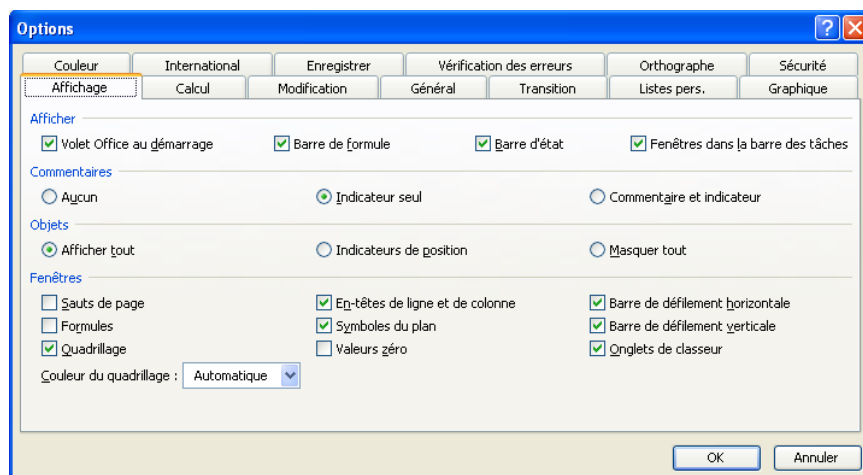 Options
Couleur International Enregistrer Vérification des erreurs Orthographe Sécurité
Affichage Calcul Modification Général Transition Listes pers. Graphique
Afficher
Volet Office au démarrage Barre de formule Barre d'état Fenêtres dans la barre des tâches
Commentaires
Aucun Indicateur seul Commentaire et indicateur
Objets
Afficher tout Indicateurs de position Masquer tout
Fenêtres
Sauts de page En-têtes de ligne et de colonne Barre de défilement horizontale
Formules Symboles du plan Barre de défilement verticale
Quadrillage Valeurs zéro Onglets de classeur
Couleur du quadrillage : Automatique
OK Annuler